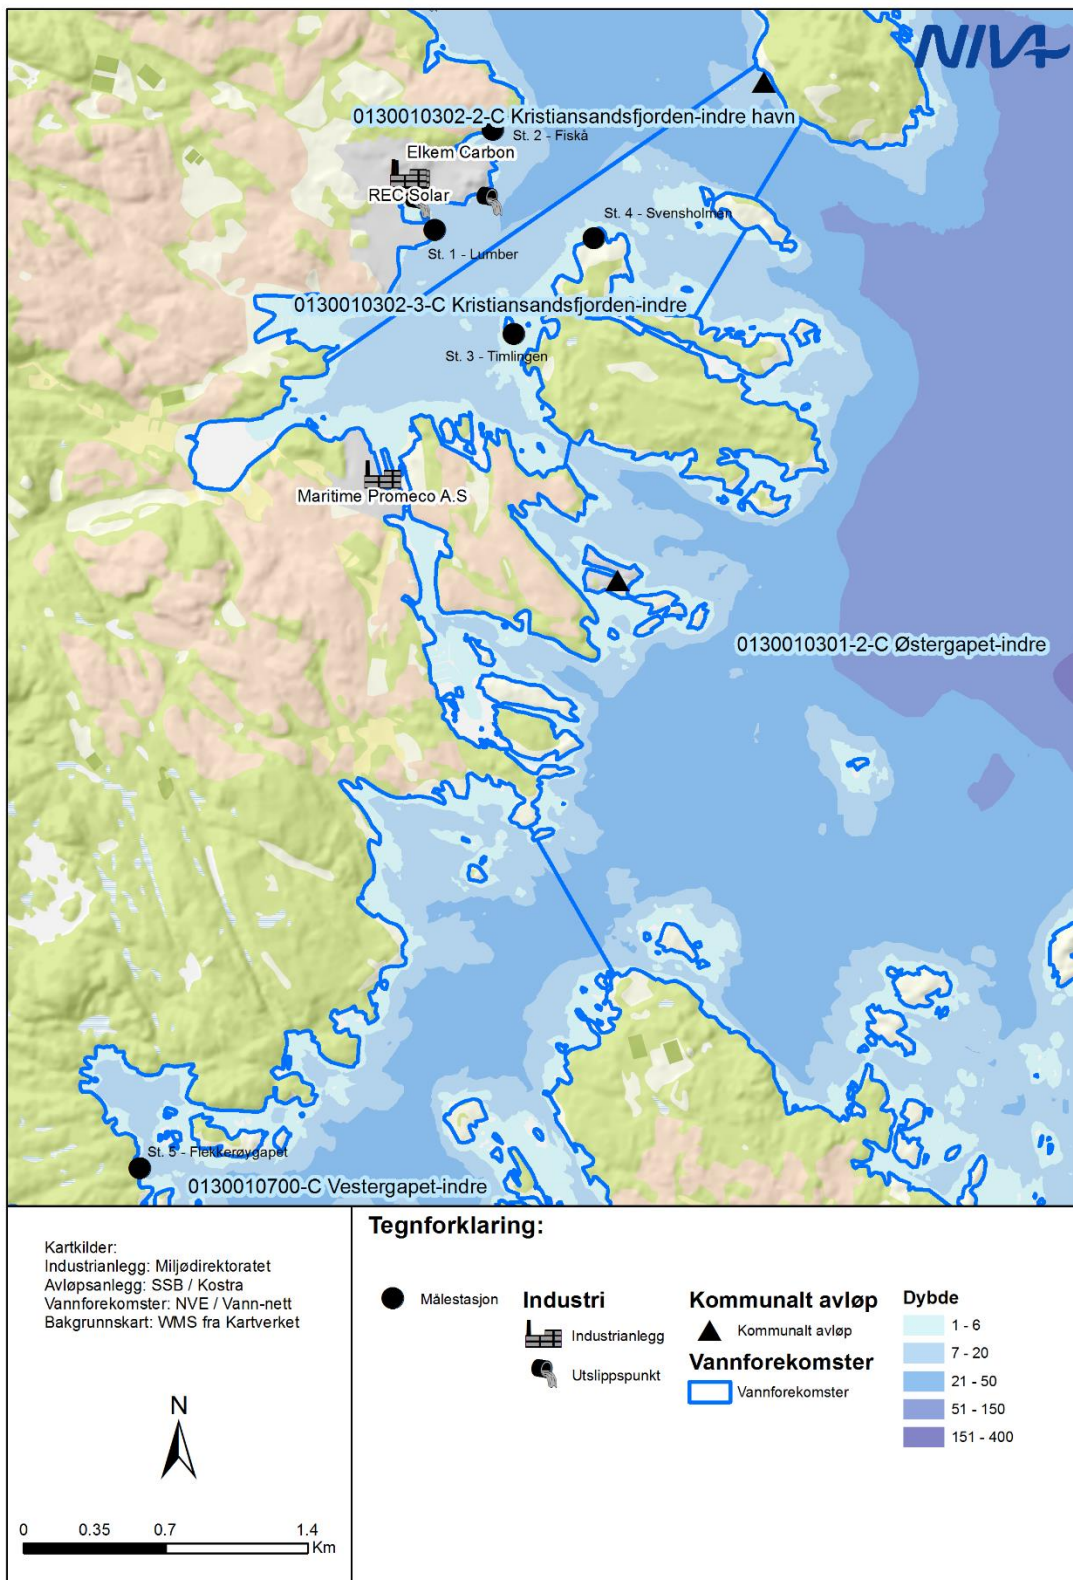 NIVA
0130010302-2-C Kristiansandsfjorden-indre havn
St. 2 - Fiskå
Elkem Carbon
REC Solar
St. 4 - Svensholmen
St. 1 - Lumber
0130010302-3-C Kristiansandsfjorden-indre
St. 3 - Timlingen
Maritime Promeco A.S
0130010301-2-C Østergapet-indre
St. 5 - Flekkerøygapet
0130010700-C Vestergapet-indre
Kartkilder:
Industrianlegg: Miljødirektoratet
Avløpsanlegg: SSB / Kostra
Vannforekomster: NVE / Vann-nett
Bakgrunnskart: WMS fra Kartverket
N
0 0.35 0.7 1.4
Km
Tegnforklaring:
Målestasjon
Industri
Industrianlegg
Utslippspunkt
Kommunalt avløp
Kommunalt avløp
Vannforekomster
Vannforekomster
Dybde
1 - 6
7 - 20
21 - 50
51 - 150
151 - 400